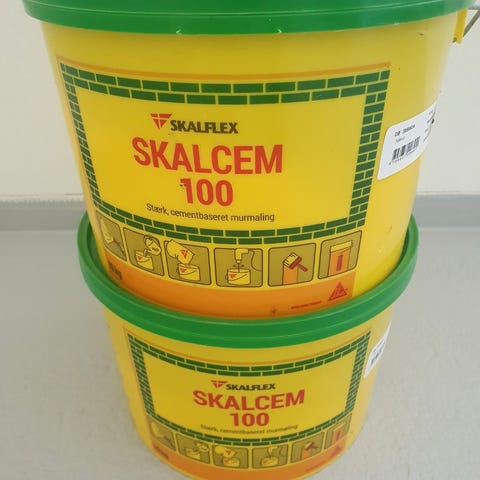 SKALFLEX
SKALCEM
100
Stærk, cementbaseret murmaling
SKALFLEX
SKALCEM
100
Stærk, cementbaseret murmaling